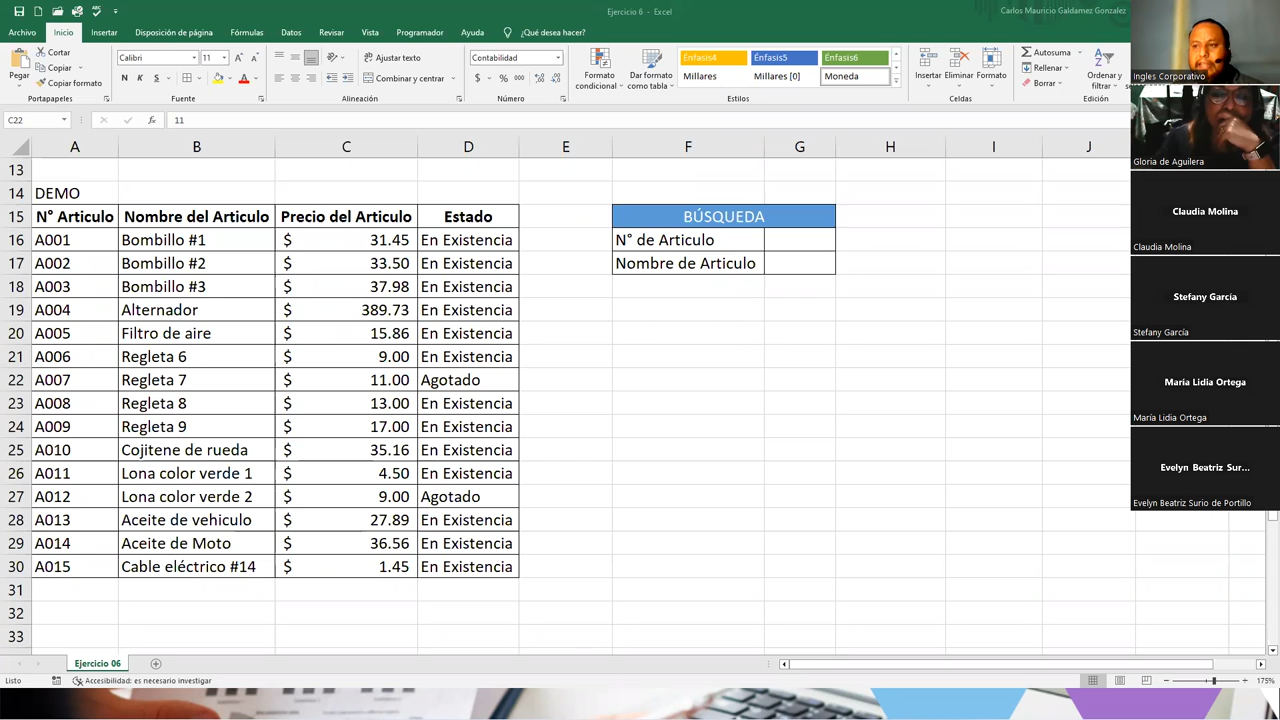 Ejercicio 6 - Excel
Carlos Mauricio Galdamez Gonzalez
Archivo Inicio Insertar Disposición de página Fórmulas Datos Revisar Vista Programador Ayuda ¿Qué desea hacer?
Pegar
Cortar
Copiar
Copiar formato
Portapapeles
Calibri 11
N K S
Fuente
Ajustar texto
Combinar y centrar
Alineación
Contabilidad
$ % 000
Número
Formato condicional
Dar formato como tabla
Énfasis4 Énfasis5 Énfasis6
Millares Millares [0] Moneda
Estilos
Insertar Eliminar Formato
Celdas
Autosuma
Rellenar
Borrar
Ordenar y filtrar
Edición
C22 fx 11
A B C D E F G H I J
13
14 DEMO
15 N° Articulo Nombre del Articulo Precio del Articulo Estado BÚSQUEDA
16 A001 Bombillo #1 $ 31.45 En Existencia N° de Articulo
17 A002 Bombillo #2 $ 33.50 En Existencia Nombre de Articulo
18 A003 Bombillo #3 $ 37.98 En Existencia
19 A004 Alternador $ 389.73 En Existencia
20 A005 Filtro de aire $ 15.86 En Existencia
21 A006 Regleta 6 $ 9.00 En Existencia
22 A007 Regleta 7 $ 11.00 Agotado
23 A008 Regleta 8 $ 13.00 En Existencia
24 A009 Regleta 9 $ 17.00 En Existencia
25 A010 Cojitene de rueda $ 35.16 En Existencia
26 A011 Lona color verde 1 $ 4.50 En Existencia
27 A012 Lona color verde 2 $ 9.00 Agotado
28 A013 Aceite de vehiculo $ 27.89 En Existencia
29 A014 Aceite de Moto $ 36.56 En Existencia
30 A015 Cable eléctrico #14 $ 1.45 En Existencia
31
32
33
Ejercicio 06
Listo Accesibilidad: es necesario investigar
175%
Ingles Corporativo
Gloria de Aguilera
Claudia Molina
Claudia Molina
Stefany García
Stefany García
María Lidia Ortega
María Lidia Ortega
Evelyn Beatriz Sur...
Evelyn Beatriz Surio de Portillo